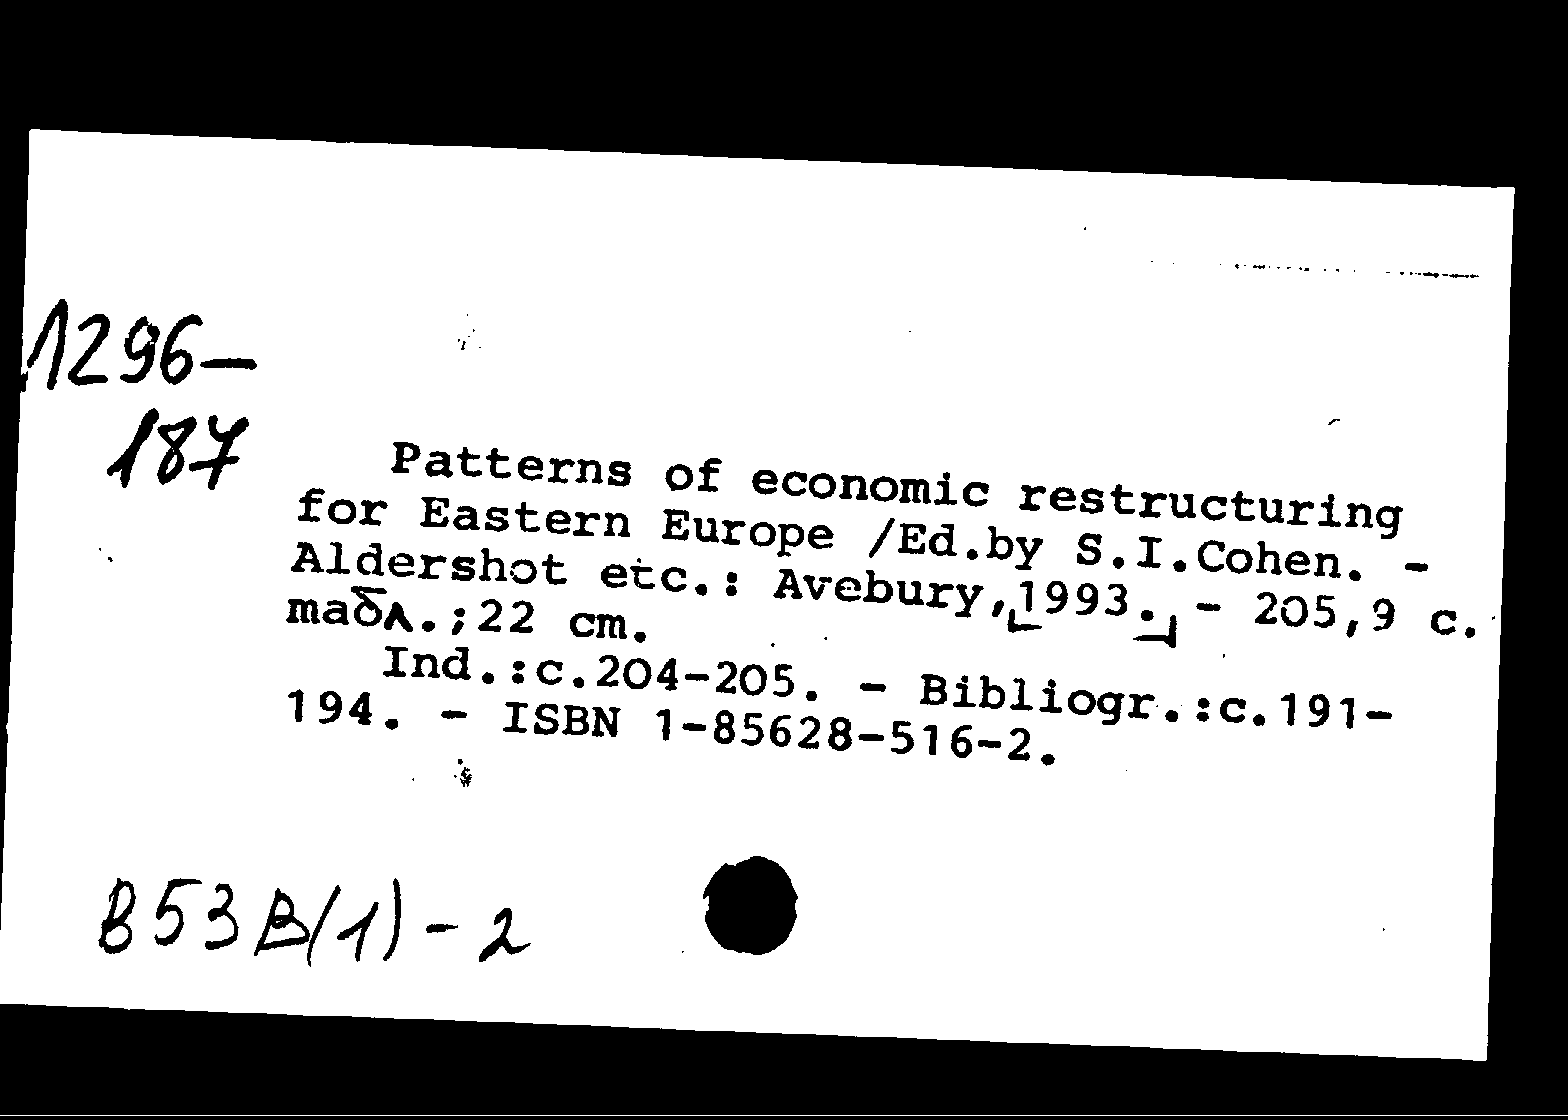 1296-
187
Patterns of economic restructuring
for Eastern Europe /Ed.by S.I.Cohen. -
Aldershot etc.: Avebury,1993. - 205,9 c.
табл.;22 cm.
Ind.:c.204-205. - Bibliogr.:c.191-
194. - ISBN 1-85628-516-2.
B53B(1)-2